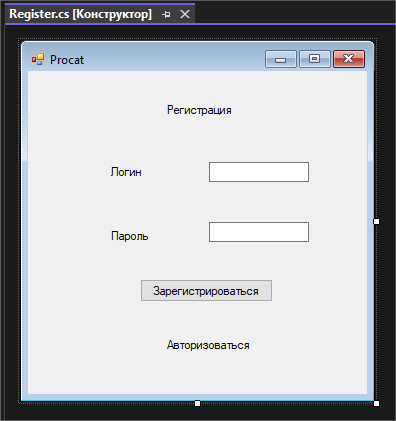 Register.cs [Конструктор]
Procat
Регистрация
Логин
Пароль
Зарегистрироваться
Авторизоваться